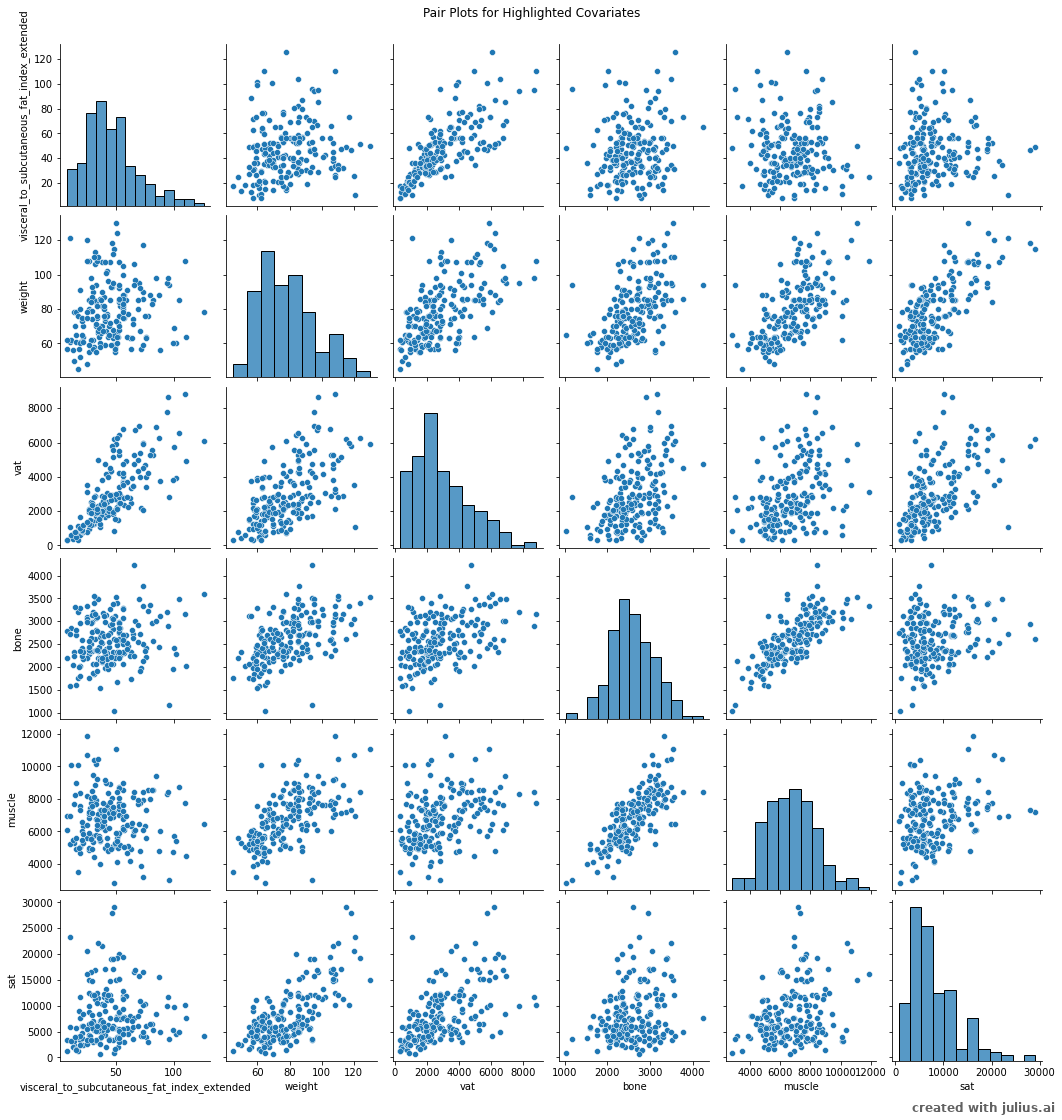 Pair Plots for Highlighted Covariates
visceral_to_subcutaneous_fat_index_extended
120
100
80
60
40
20
weight
120
100
80
60
vat
8000
6000
4000
2000
0
bone
4000
3500
3000
2500
2000
1500
1000
muscle
12000
10000
8000
6000
4000
sat
30000
25000
20000
15000
10000
5000
0
50 100
60 80 100 120
0 2000 4000 6000 8000
1000 2000 3000 4000
4000 6000 8000 10000 12000
0 10000 20000 30000
visceral_to_subcutaneous_fat_index_extended weight vat bone muscle sat
created with julius.ai